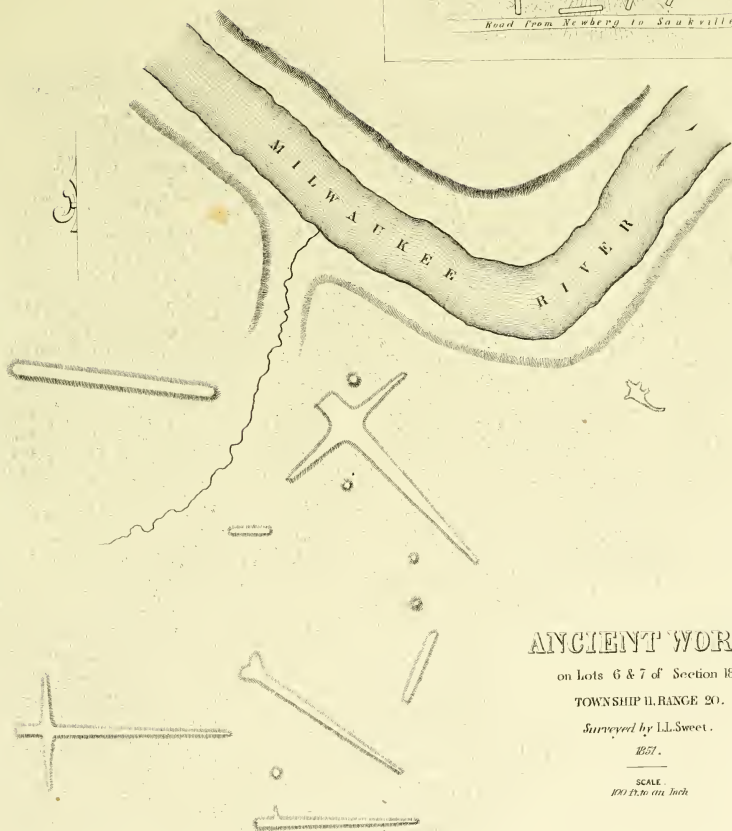 Road from Newberg to Saukville
MILWAUKEE RIVER
ANCIENT WOR
on Lots 6 & 7 of Section 18
TOWNSHIP 11, RANGE 20.
Surveyed by I.L.Sweet.
1851.
SCALE
100 ft. to an Inch